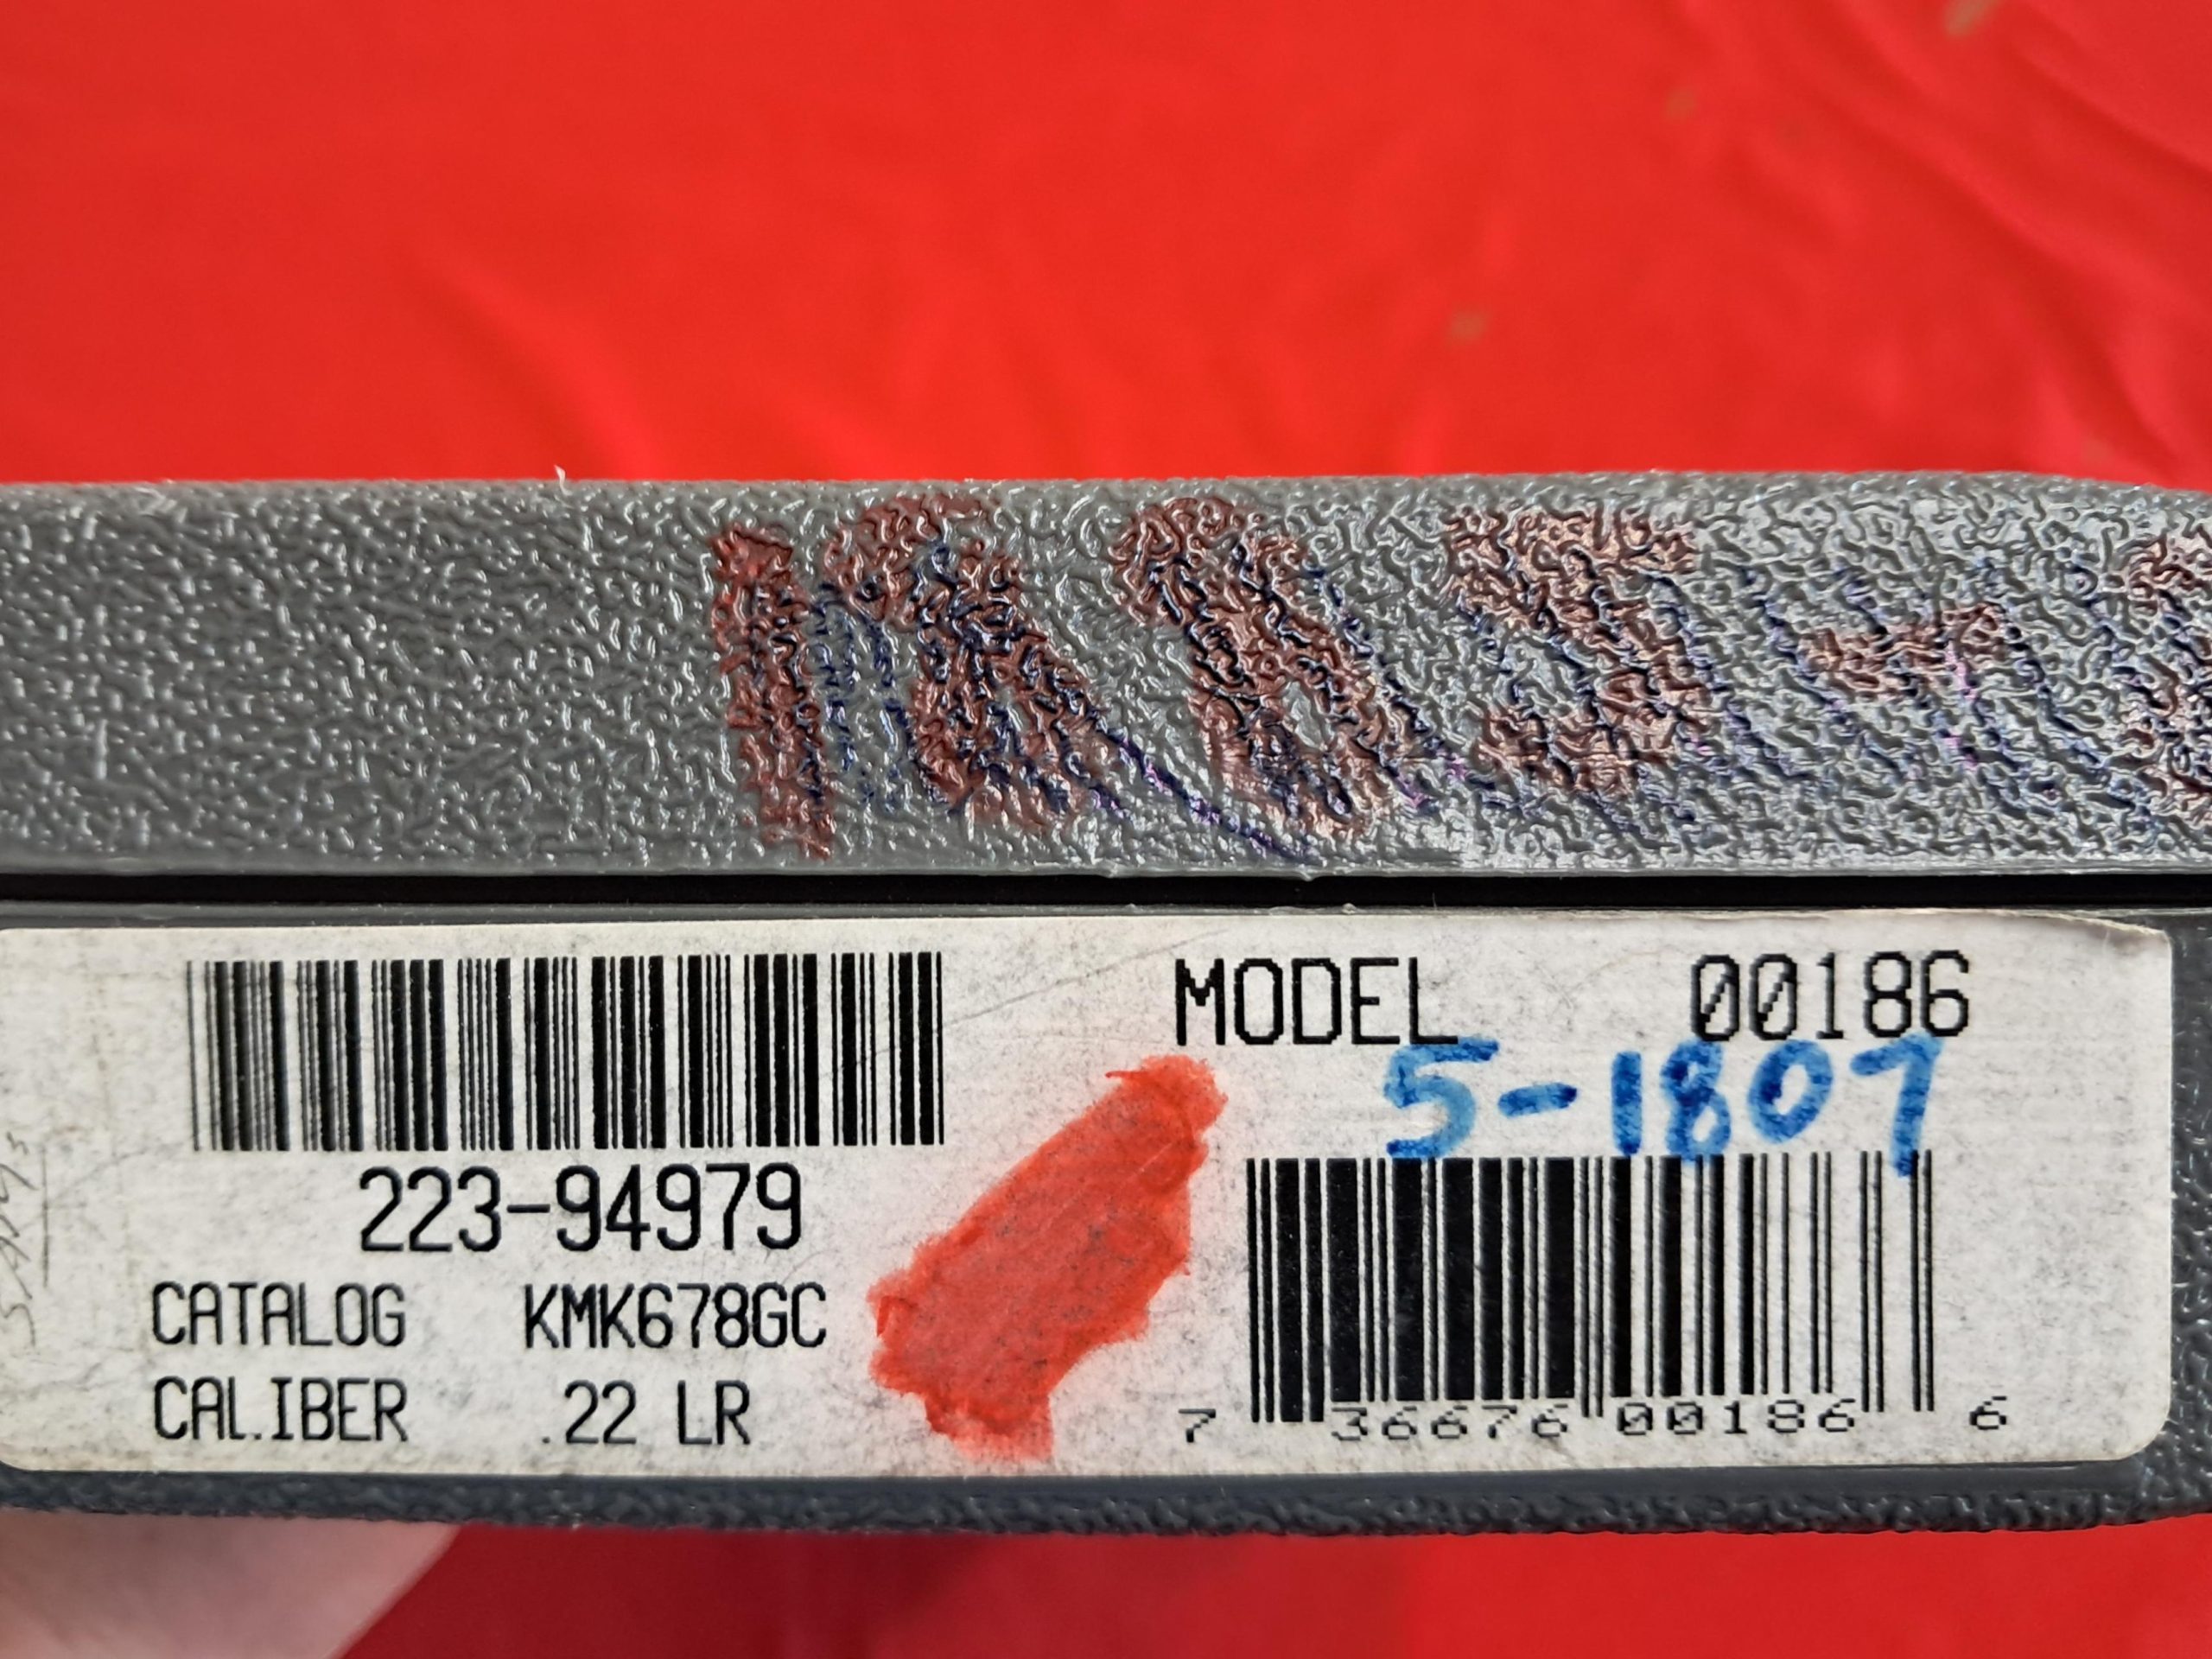 MODEL 00186
5-1807
223-94979
CATALOG KMK678GC
CALIBER .22 LR
7 36676 00186 6